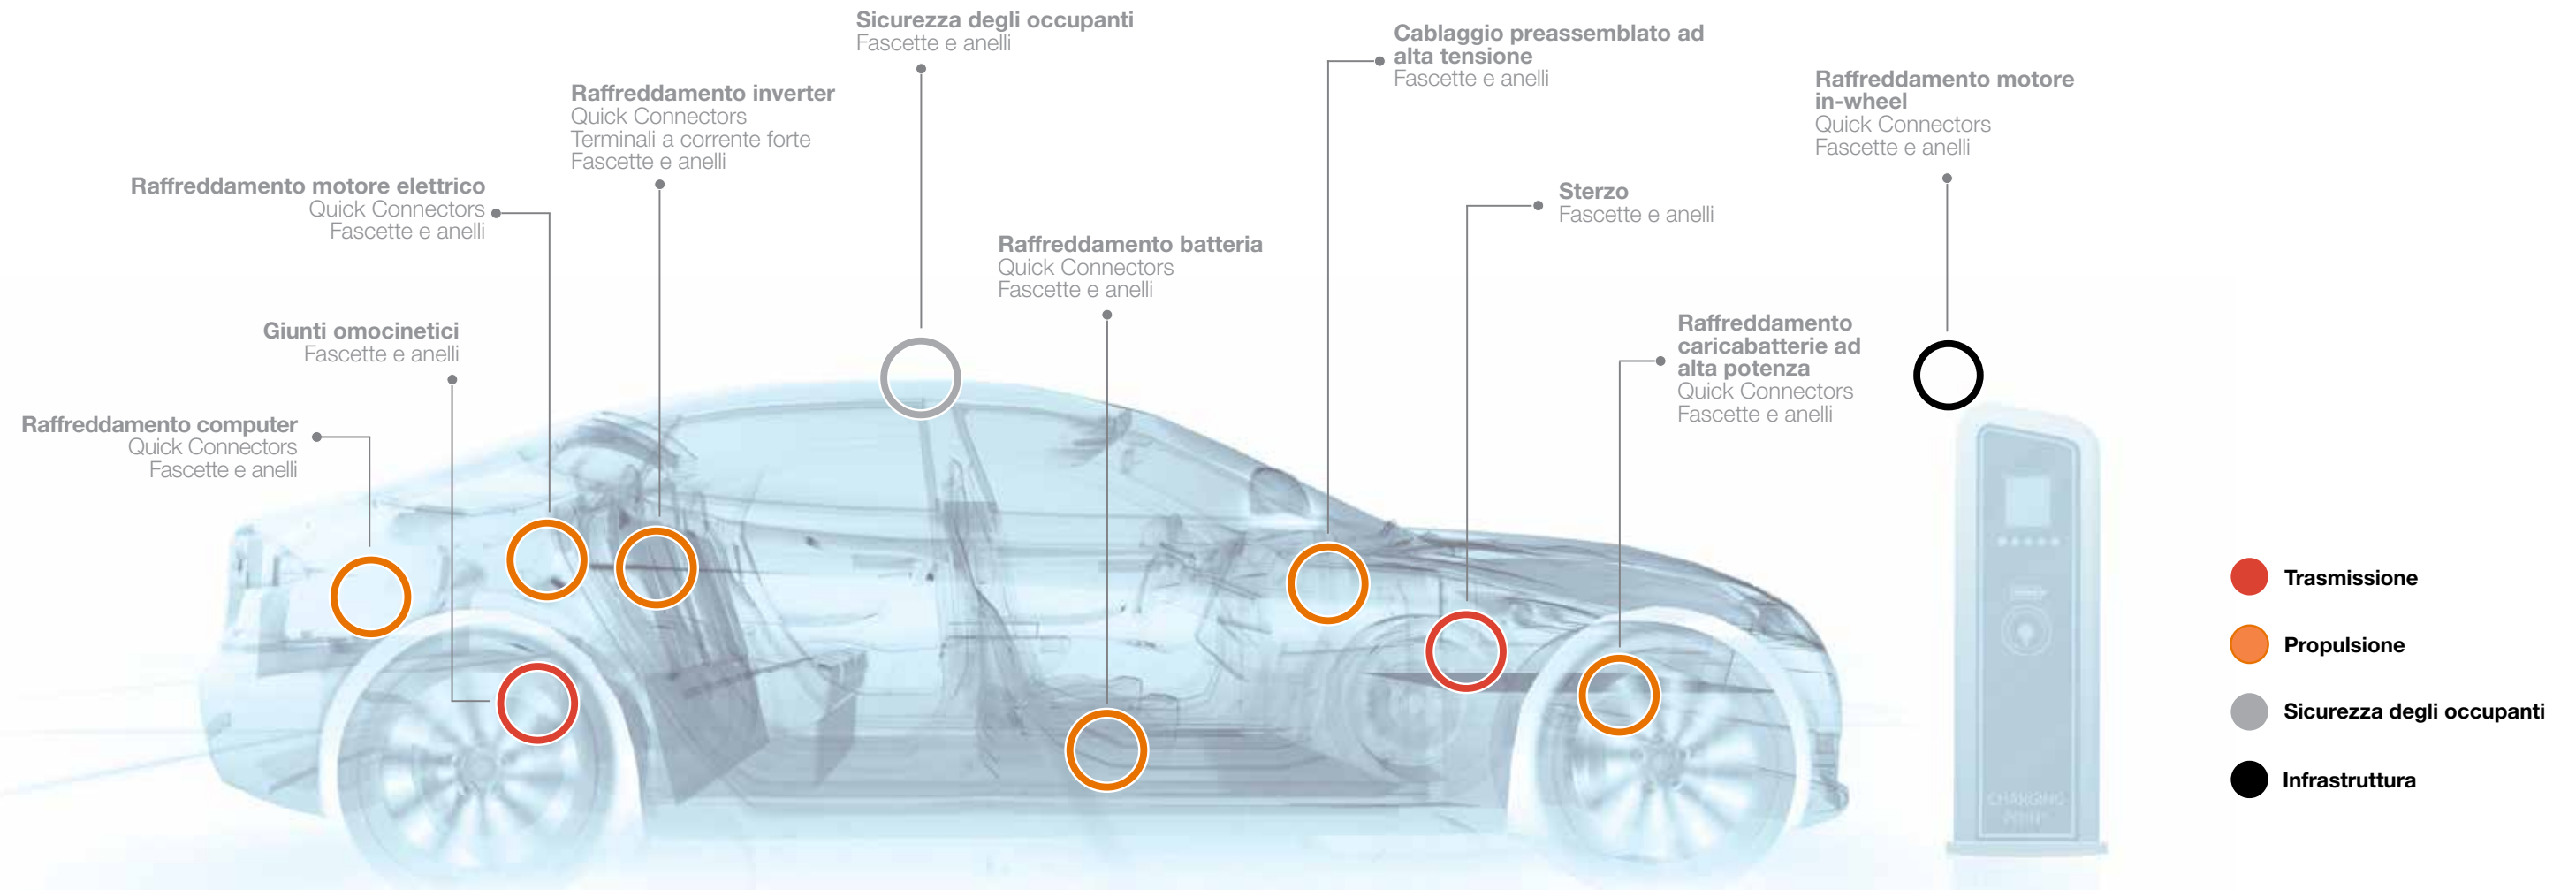 Sicurezza degli occupanti
Fascette e anelli
Cablaggio preassemblato ad
alta tensione
Fascette e anelli
Raffreddamento motore
in-wheel
Quick Connectors
Fascette e anelli
Raffreddamento inverter
Quick Connectors
Terminali a corrente forte
Fascette e anelli
Raffreddamento motore elettrico
Quick Connectors
Fascette e anelli
Sterzo
Fascette e anelli
Raffreddamento batteria
Quick Connectors
Fascette e anelli
Giunti omocinetici
Fascette e anelli
Raffreddamento
caricabatterie ad
alta potenza
Quick Connectors
Fascette e anelli
Raffreddamento computer
Quick Connectors
Fascette e anelli
Trasmissione
Propulsione
Sicurezza degli occupanti
Infrastruttura
CHARGING
POINT